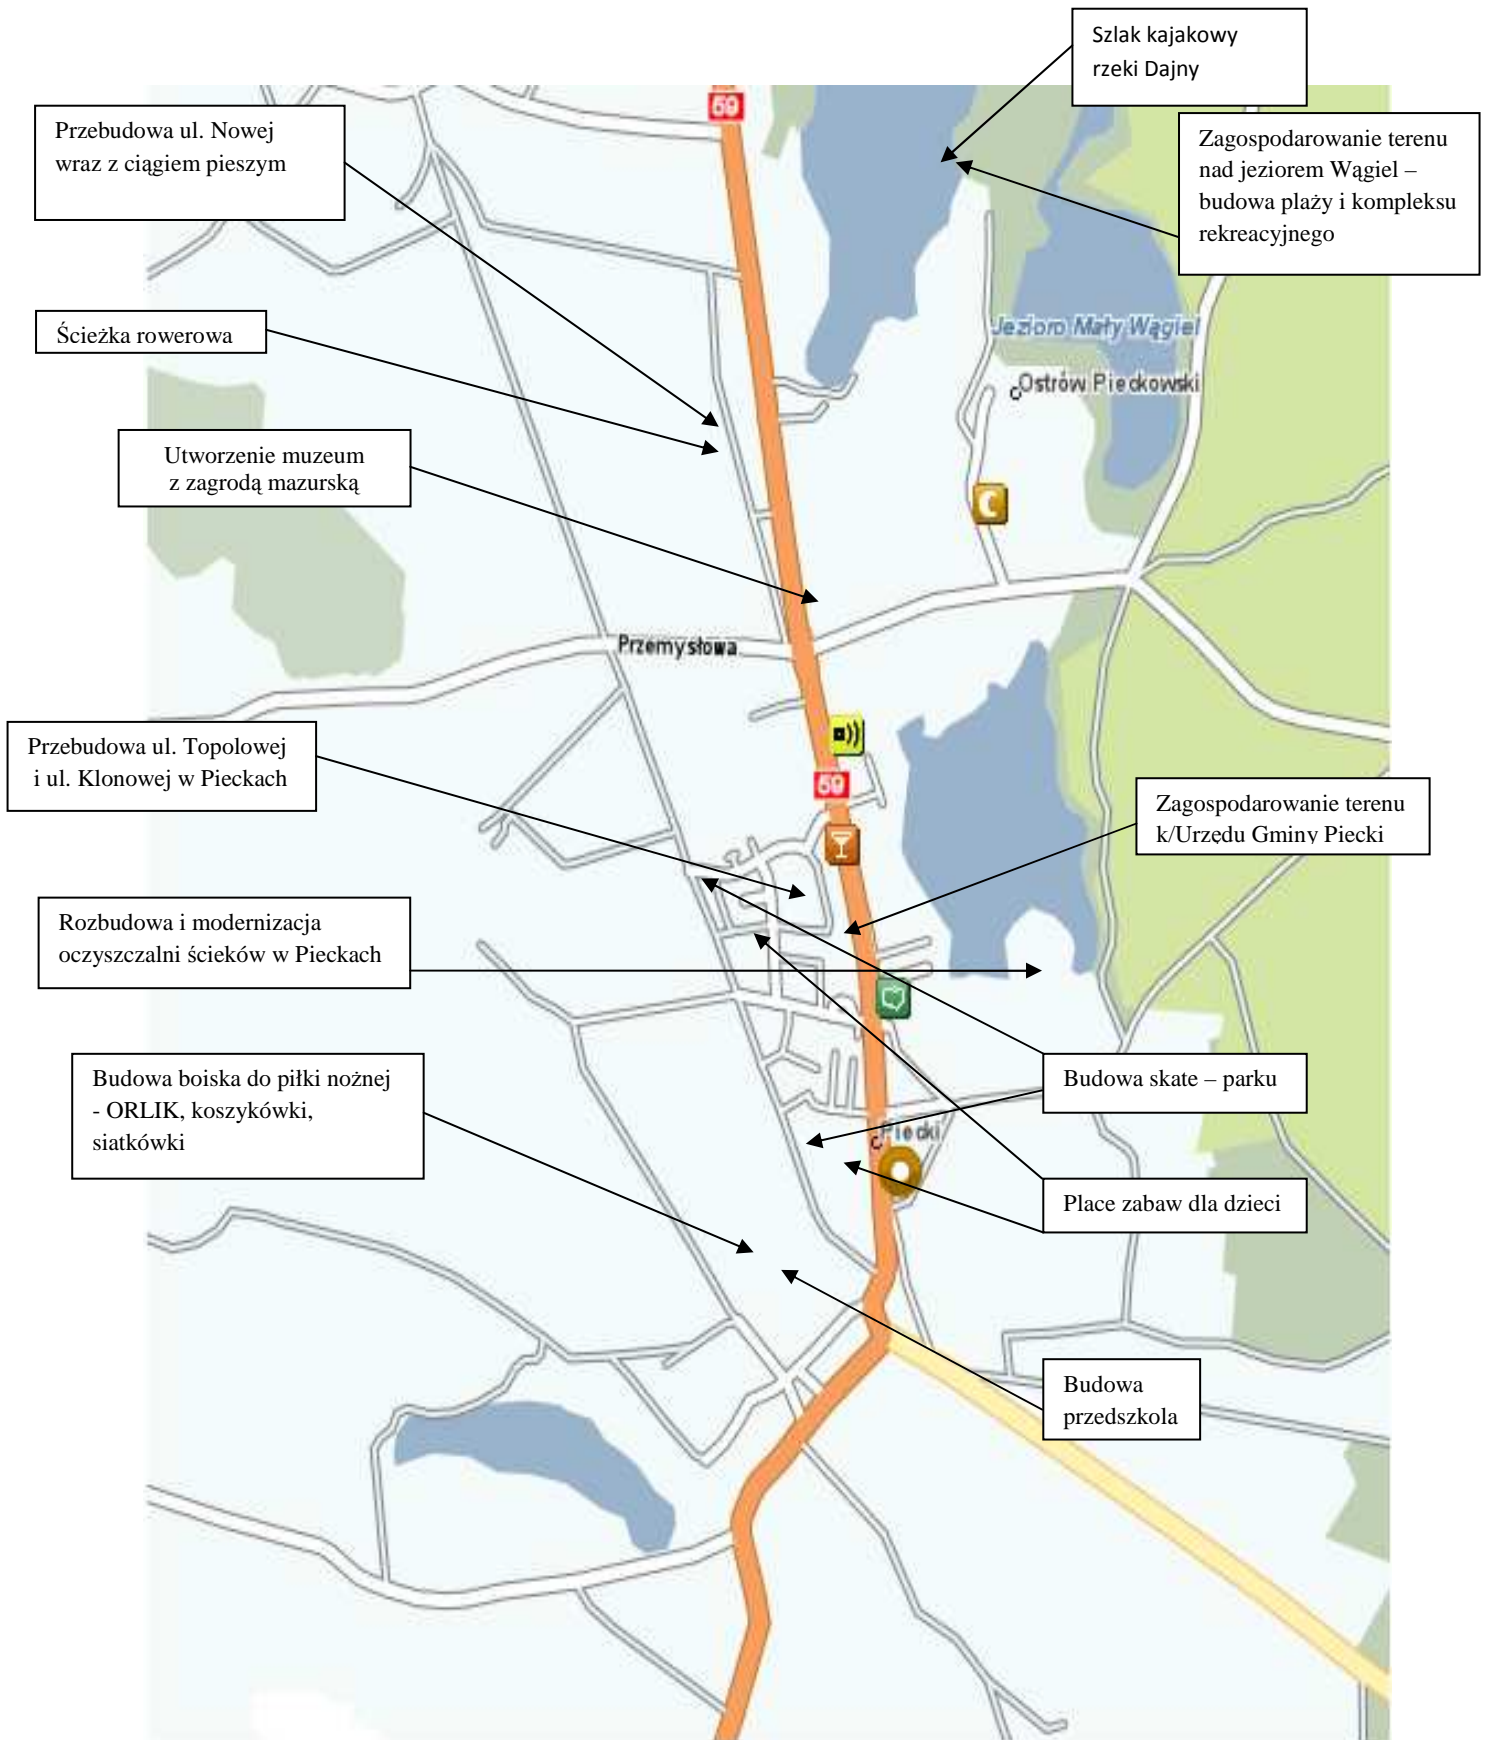 Szlak kajakowy
rzeki Dajny
59
Przebudowa ul. Nowej
wraz z ciągiem pieszym
Zagospodarowanie terenu
nad jeziorem Wągiel –
budowa plaży i kompleksu
rekreacyjnego
Ścieżka rowerowa
Jezioro Mały Wągiel
Ostrów Pieckowski
Utworzenie muzeum
z zagrodą mazurską
Przemysłowa
Przebudowa ul. Topolowej
i ul. Klonowej w Pieckach
59
Zagospodarowanie terenu
k/Urzędu Gminy Piecki
Rozbudowa i modernizacja
oczyszczalni ścieków w Pieckach
Budowa boiska do piłki nożnej
- ORLIK, koszykówki,
siatkówki
Budowa skate – parku
Piecki
Place zabaw dla dzieci
Budowa
przedszkola